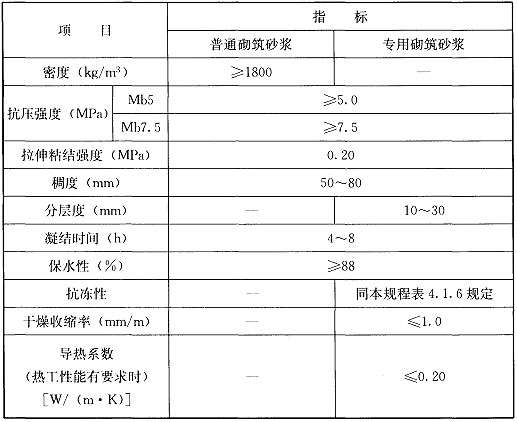 项 目 指 标
普通砌筑砂浆 专用砌筑砂浆
密度(kg/m³) ≥1800 —
抗压强度(MPa) Mb5 ≥5.0
Mb7.5 ≥7.5
拉伸粘结强度(MPa) 0.20
稠度(mm) 50~80
分层度(mm) — 10~30
凝结时间(h) 4~8
保水性(%) ≥88
抗冻性 — 同本规程表4.1.6规定
干燥收缩率(mm/m) — ≤1.0
导热系数
(热工性能有要求时) — ≤0.20
[W/(m·K)]